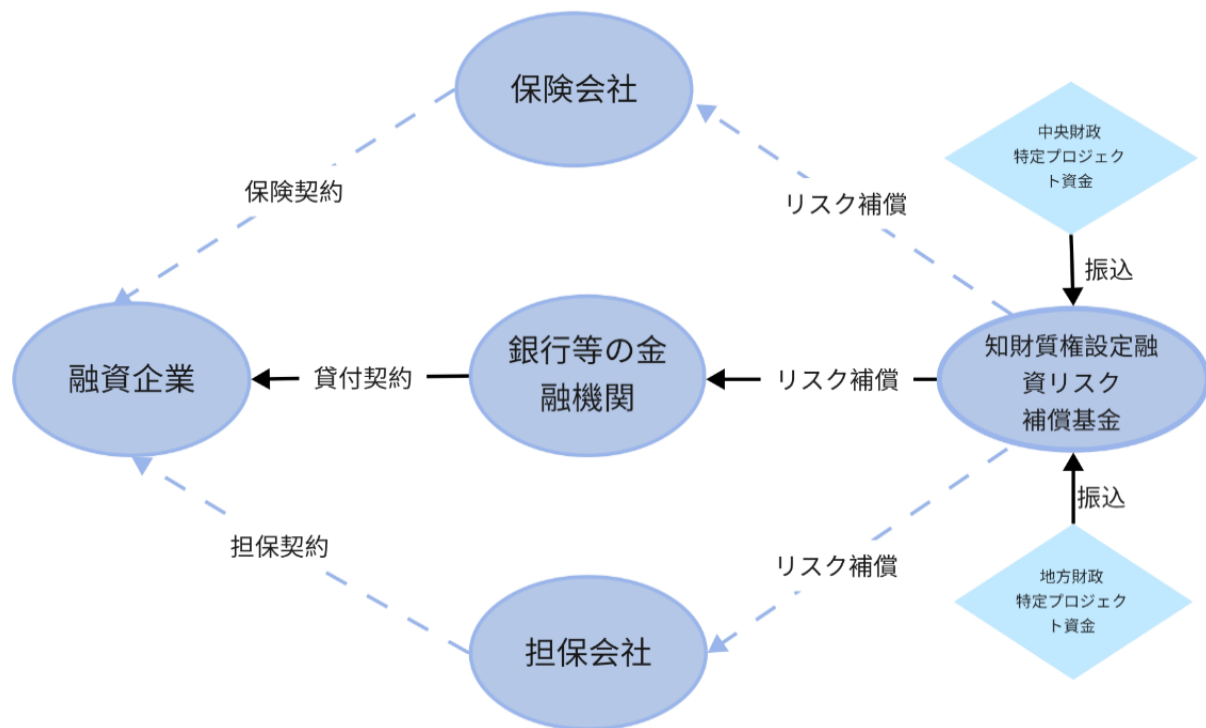 保険会社
中央財政
特定プロジェク
ト資金
保険契約
リスク補償
振込
融資企業
貸付契約
銀行等の金
融機関
リスク補償
知財質権設定融
資リスク
補償基金
振込
担保契約
リスク補償
地方財政
特定プロジェク
ト資金
担保会社